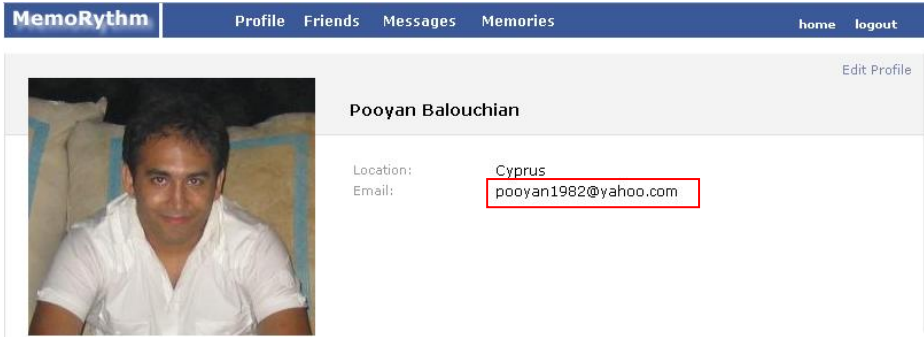 MemoRythm Profile Friends Messages Memories home logout
Edit Profile
Pooyan Balouchian
Location: Cyprus
Email: pooyan1982@yahoo.com